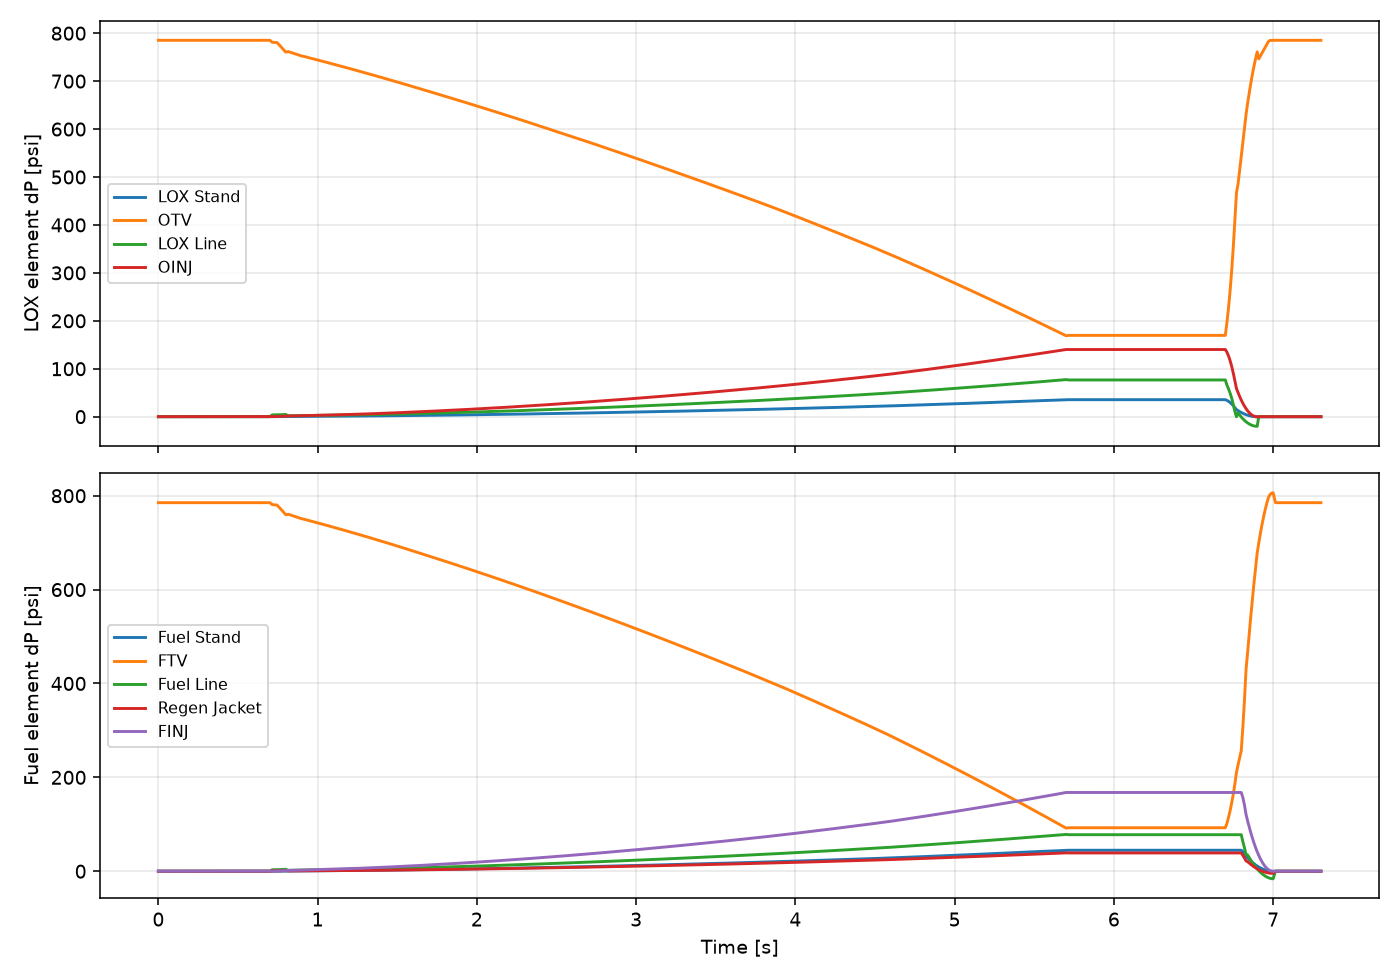 LOX element dP [psi]
800
700
600
500
400
300
200
100
0
LOX Stand
OTV
LOX Line
OINJ
Fuel element dP [psi]
800
600
400
200
0
Fuel Stand
FTV
Fuel Line
Regen Jacket
FINJ
0 1 2 3 4 5 6 7
Time [s]